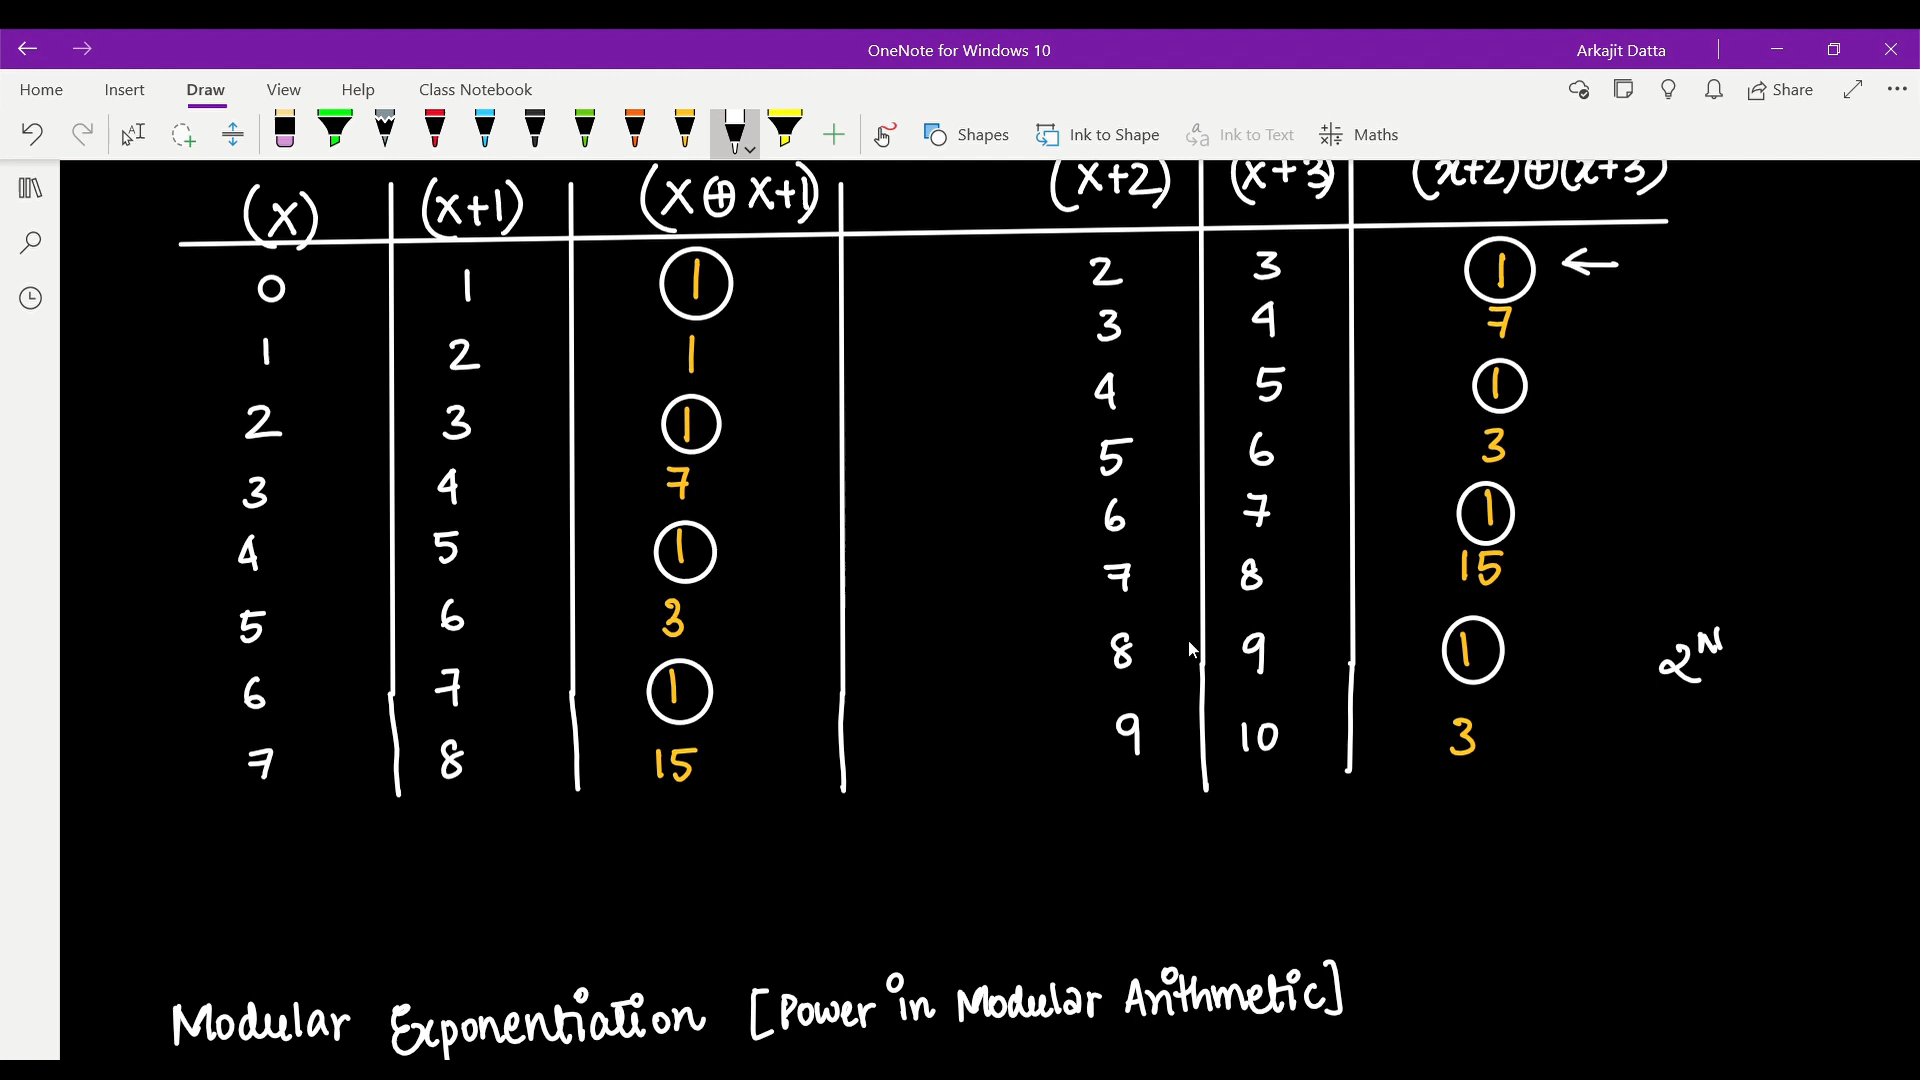 OneNote for Windows 10
Arkajit Datta
Home Insert Draw View Help Class Notebook
Share
Shapes Ink to Shape Ink to Text Maths
(x) (x+1) (x⊕x+1) (x+2) (x+3) (x+2)⊕(x+3)
0 1 1 2 3 1 ←
1 2 1 3 4 7
2 3 1 4 5 1
3 4 7 5 6 3
4 5 1 6 7 1
5 6 3 7 8 15
6 7 1 8 9 1 2^N
7 8 15 9 10 3
Modular Exponentiation [Power in Modular Arithmetic]